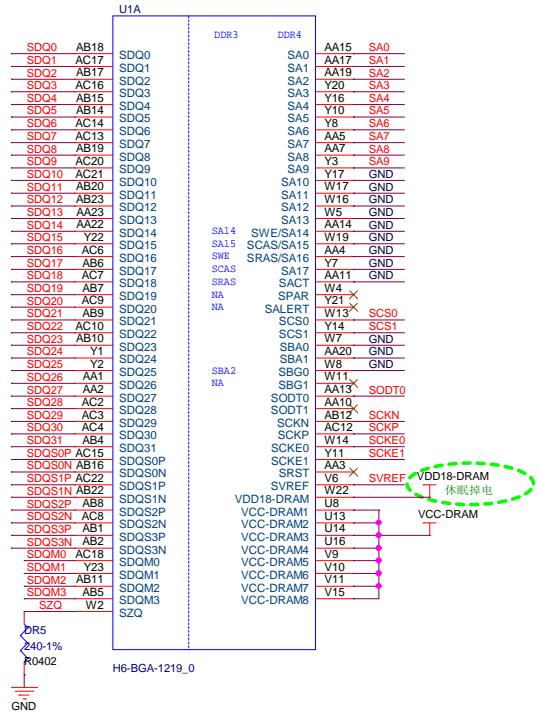 U1A
DDR3 DDR4
SDQ0 AB18 SDQ0 SA0 AA15 SA0
SDQ1 AC17 SDQ1 SA1 AA17 SA1
SDQ2 AB17 SDQ2 SA2 AA19 SA2
SDQ3 AC16 SDQ3 SA3 Y20 SA3
SDQ4 AB15 SDQ4 SA4 Y16 SA4
SDQ5 AB14 SDQ5 SA5 Y10 SA5
SDQ6 AC14 SDQ6 SA6 Y8 SA6
SDQ7 AC13 SDQ7 SA7 AA5 SA7
SDQ8 AB19 SDQ8 SA8 AA7 SA8
SDQ9 AC20 SDQ9 SA9 Y3 SA9
SDQ10 AC21 SDQ10 SA10 Y17 GND
SDQ11 AB20 SDQ11 SA11 W17 GND
SDQ12 AB23 SDQ12 SA12 W16 GND
SDQ13 AA23 SDQ13 SA13 W5 GND
SDQ14 AA22 SDQ14 SA14 SWE/SA14 AA14 GND
SDQ15 Y22 SDQ15 SA15 SCAS/SA15 W19 GND
SDQ16 AC6 SDQ16 SWE SRAS/SA16 AA4 GND
SDQ17 AB6 SDQ17 SCAS SA17 Y7 GND
SDQ18 AC7 SDQ18 SRAS SACT AA11 GND
SDQ19 AB7 SDQ19 NA SPAR W4
SDQ20 AC9 SDQ20 NA SALERT Y21
SDQ21 AB9 SDQ21 SCS0 W13 SCS0
SDQ22 AC10 SDQ22 SCS1 Y14 SCS1
SDQ23 AB10 SDQ23 SBA0 W7 GND
SDQ24 Y1 SDQ24 SBA1 AA20 GND
SDQ25 Y2 SDQ25 SBA2 SBG0 W8 GND
SDQ26 AA1 SDQ26 NA SBG1 W11
SDQ27 AA2 SDQ27 SODT0 AA13 SODT0
SDQ28 AC2 SDQ28 SODT1 AA10
SDQ29 AC3 SDQ29 SCKN AB12 SCKN
SDQ30 AC4 SDQ30 SCKP AC12 SCKP
SDQ31 AB4 SDQ31 SCKE0 W14 SCKE0
SDQS0P AC15 SDQS0P SCKE1 Y11 SCKE1
SDQS0N AB16 SDQS0N SRST AA3
SDQS1P AC22 SDQS1P SVREF V6 SVREF VDD18-DRAM
SDQS1N AB22 SDQS1N VDD18-DRAM W22 休眠掉电
SDQS2P AB8 SDQS2P VCC-DRAM1 U8
SDQS2N AC8 SDQS2N VCC-DRAM2 U13 VCC-DRAM
SDQS3P AB1 SDQS3P VCC-DRAM3 U14
SDQS3N AB2 SDQS3N VCC-DRAM4 U16
SDQM0 AC18 SDQM0 VCC-DRAM5 V9
SDQM1 Y23 SDQM1 VCC-DRAM6 V10
SDQM2 AB11 SDQM2 VCC-DRAM7 V11
SDQM3 AB5 SDQM3 VCC-DRAM8 V15
SZQ W2 SZQ
DR5
240-1%
R0402
H6-BGA-1219_0
GND